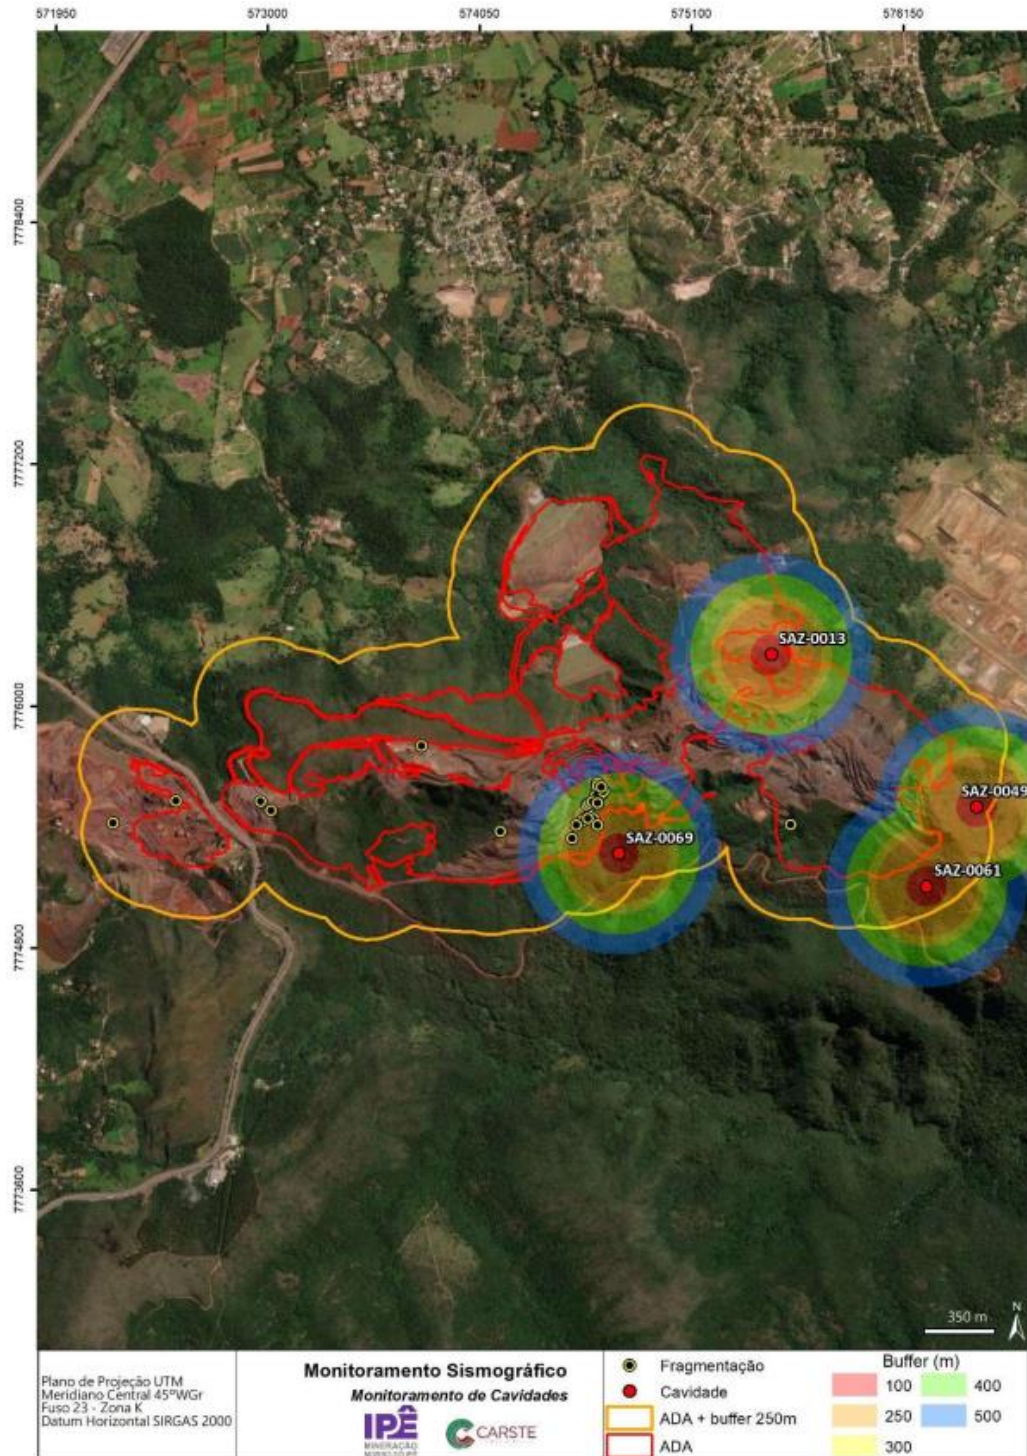 571950 573000 574050 575100 576150
7778400
7777200
7776000
7774800
7773600
SAZ-0013
SAZ-0049
SAZ-0069
SAZ-0061
350 m
N
Plano de Projeção UTM
Meridiano Central 45ºWGr
Fuso 23 - Zona K
Datum Horizontal SIRGAS 2000
Monitoramento Sismográfico
Monitoramento de Cavidades
IPÊ
MINERAÇÃO
CARSTE
Fragmentação
Cavidade
ADA + buffer 250m
ADA
Buffer (m)
100 400
250 500
300